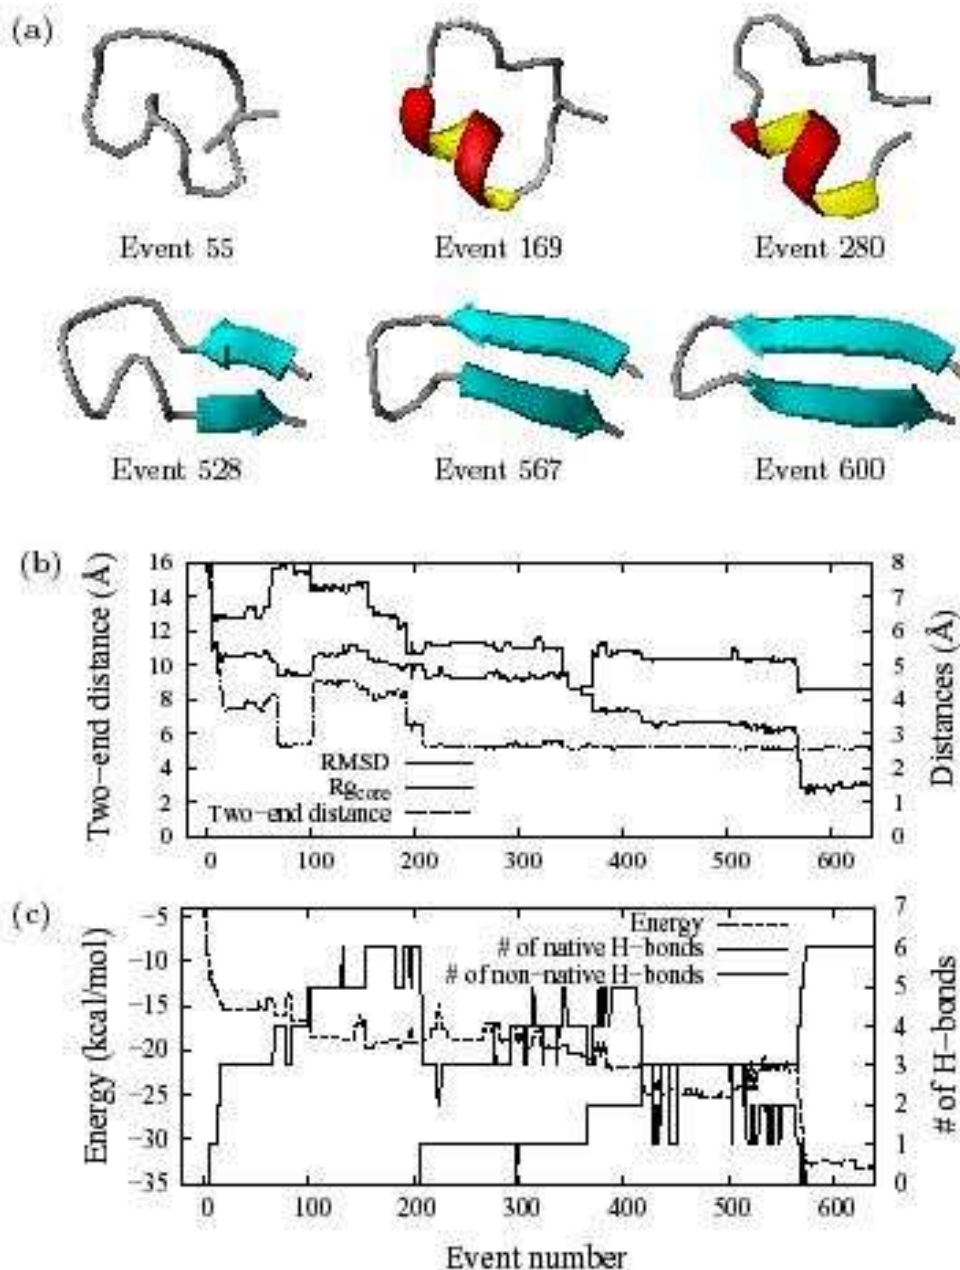 (a)
Event 55 Event 169 Event 280
Event 528 Event 567 Event 600
(b)
Two-end distance (Å)
16
14
12
10
8
6
4
2
0
RMSD
Rgcore
Two-end distance
8
7
6
5
4
3
2
1
0
Distances (Å)
0 100 200 300 400 500 600
(c)
Energy (kcal/mol)
-5
-10
-15
-20
-25
-30
-35
Energy
# of native H-bonds
# of non-native H-bonds
7
6
5
4
3
2
1
0
# of H-bonds
0 100 200 300 400 500 600
Event number